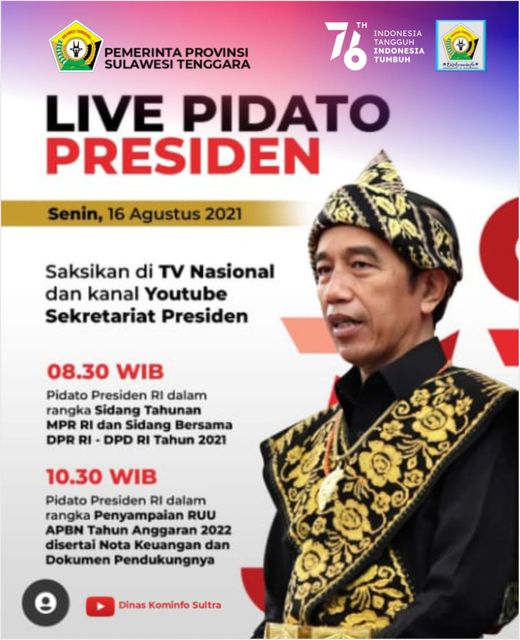 PEMERINTA PROVINSI
SULAWESI TENGGARA
76TH
INDONESIA
TANGGUH
INDONESIA
TUMBUH
LIVE PIDATO
PRESIDEN
Senin, 16 Agustus 2021
Saksikan di TV Nasional
dan kanal Youtube
Sekretariat Presiden
08.30 WIB
Pidato Presiden RI dalam
rangka Sidang Tahunan
MPR RI dan Sidang Bersama
DPR RI - DPD RI Tahun 2021
10.30 WIB
Pidato Presiden RI dalam
rangka Penyampaian RUU
APBN Tahun Anggaran 2022
disertai Nota Keuangan dan
Dokumen Pendukungnya
Dinas Kominfo Sultra